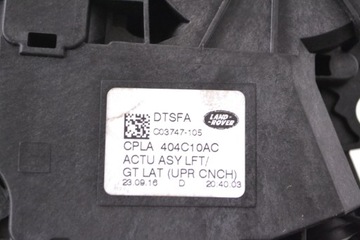 DTSFA
LAND-
ROVER
C03747-105
CPLA 404C10AC
ACTU ASY LFT/
GT LAT (UPR CNCH)
23.09.16 D 20.40.03